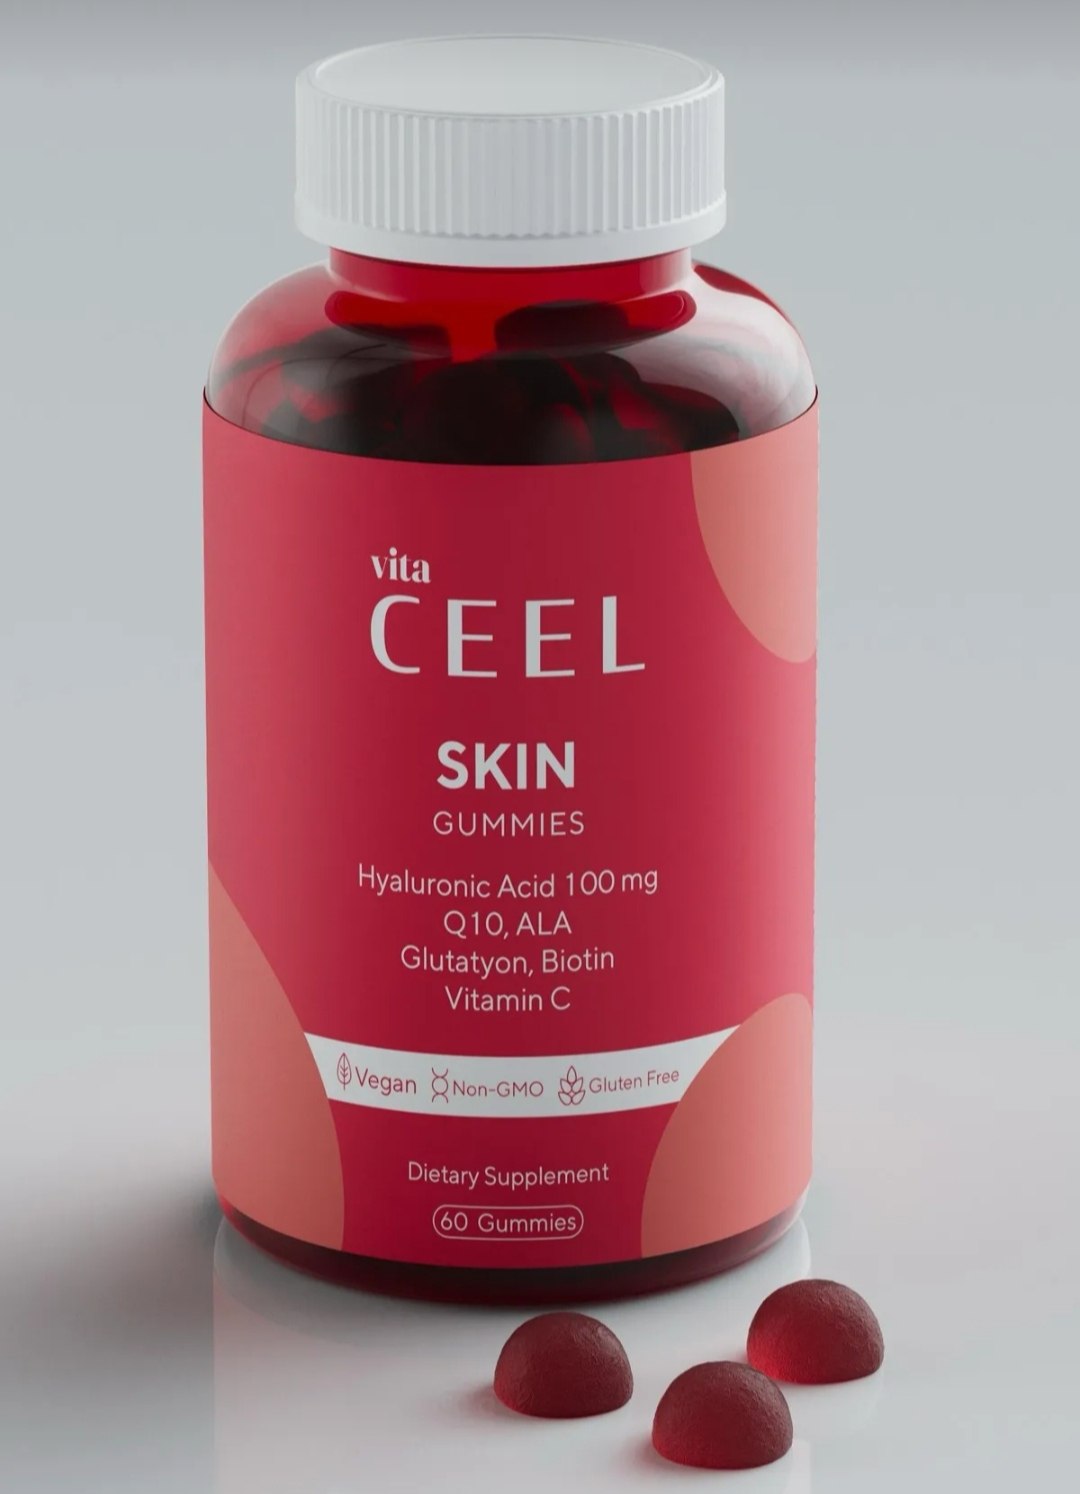 vita
CEEL
SKIN
GUMMIES
Hyaluronic Acid 100 mg
Q10, ALA
Glutatyon, Biotin
Vitamin C
Vegan Non-GMO Gluten Free
Dietary Supplement
60 Gummies